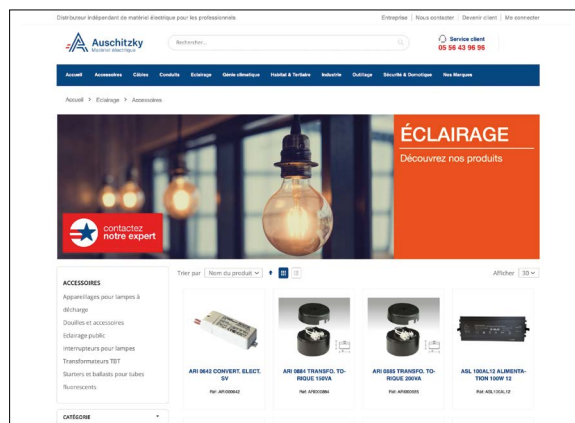 Distributeur indépendant de matériel électrique pour les professionnels
Entreprise | Nous contacter | Devenir client | Me connecter
Auschitzky
Matériel électrique
Rechercher...
Service client
05 56 43 96 96
Accueil Accessoires Câbles Conduits Eclairage Génie climatique Habitat & Tertiaire Industrie Outillage Sécurité & Domotique Nos Marques
Accueil > Eclairage > Accessoires
ÉCLAIRAGE
Découvrez nos produits
contactez
notre expert
Trier par Nom du produit
Afficher 30
ACCESSOIRES
Appareillages pour lampes à
décharge
Douilles et accessoires
Eclairage public
Interrupteurs pour lampes
Transformateurs TBT
Starters et ballasts pour tubes
fluorescents
CATÉGORIE
ARI 0642 CONVERT. ELECT.
SV
Réf: ARI000642
ARI 0884 TRANSFO. TO-
RIQUE 150VA
ARI 0885 TRANSFO. TO-
RIQUE 200VA
ASL 100AL12 ALIMENTA-
TION 100W 12
Réf: ASL100AL12